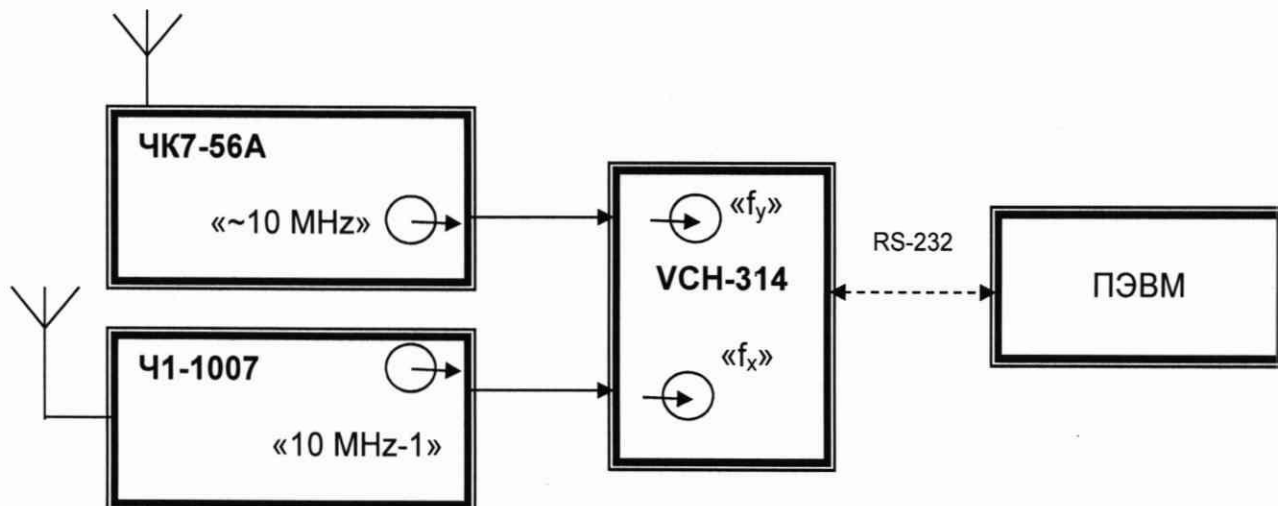 ЧК7-56А
«~10 MHz»
Ч1-1007
«10 MHz-1»
«fy»
VCH-314
«fx»
RS-232
ПЭВМ